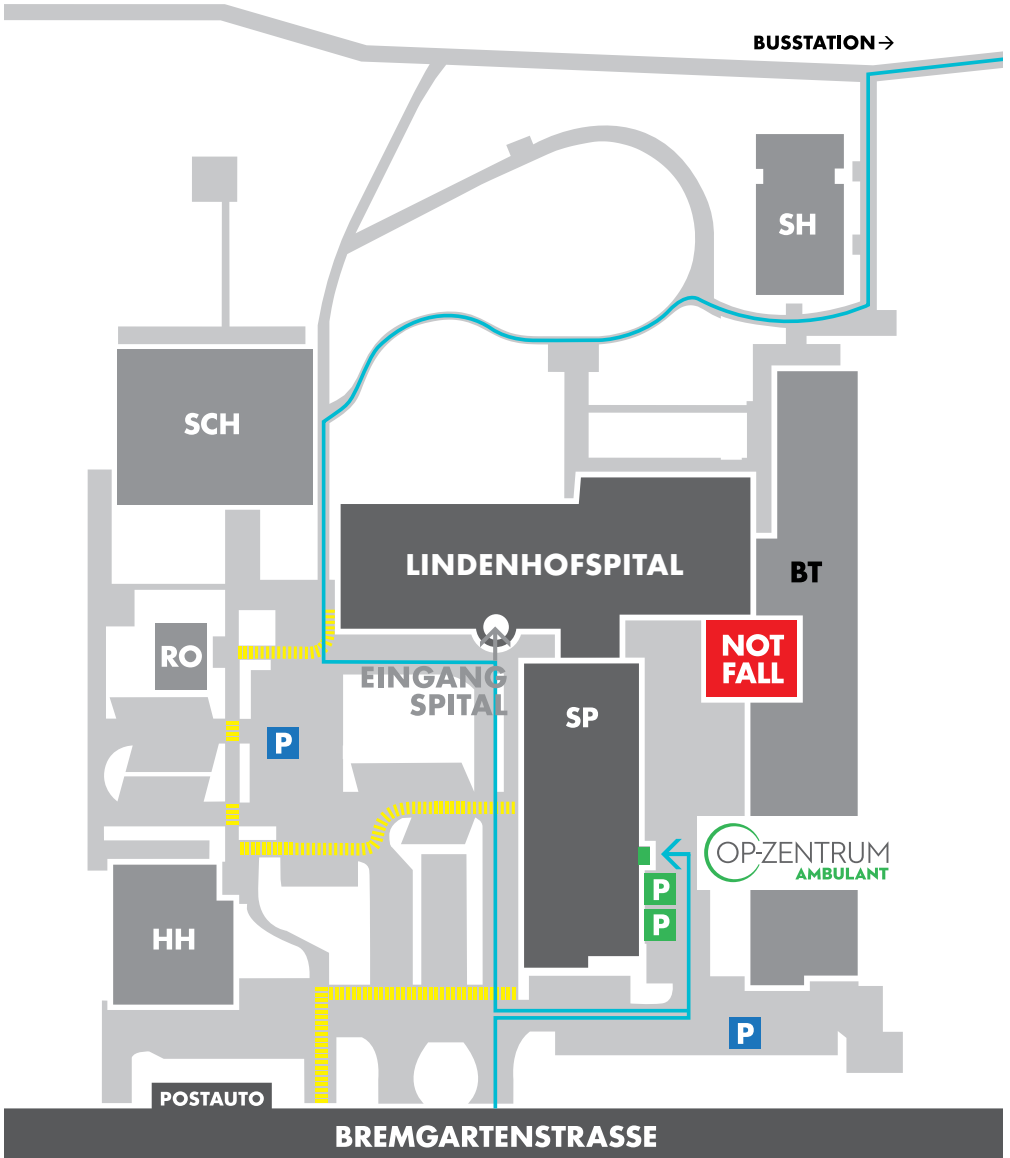 BUSSTATION→
SH
SCH
LINDENHOFSPITAL
BT
RO
NOT
FALL
EINGANG
SPITAL
SP
P
OP-ZENTRUM
AMBULANT
P
P
HH
P
POSTAUTO
BREMGARTENSTRASSE